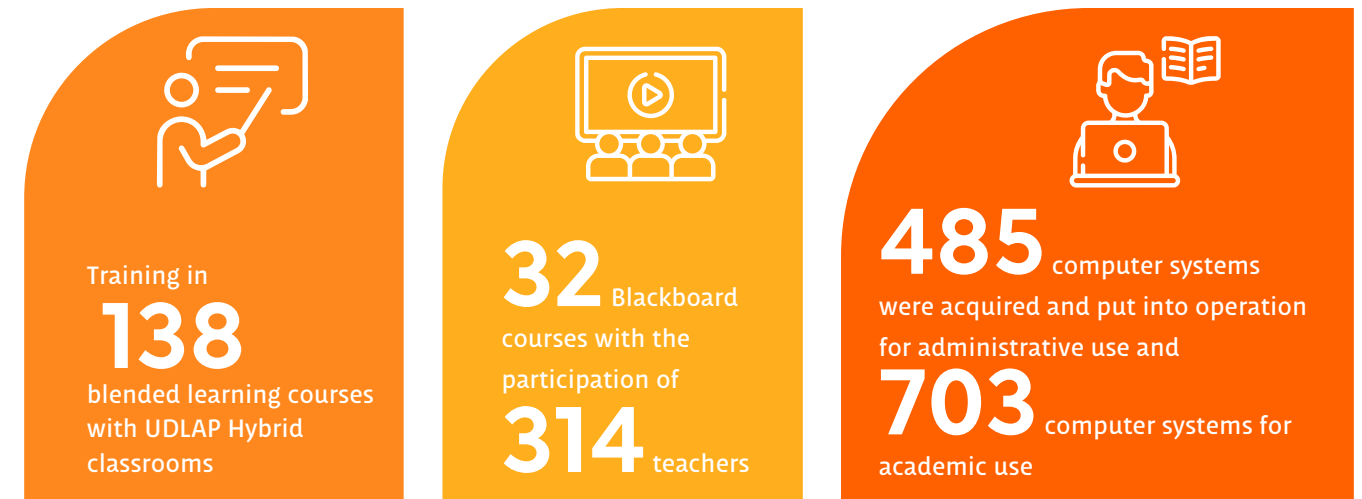 Training in
138
blended learning courses
with UDLAP Hybrid
classrooms
32 Blackboard
courses with the
participation of
314 teachers
485 computer systems
were acquired and put into operation
for administrative use and
703 computer systems for
academic use